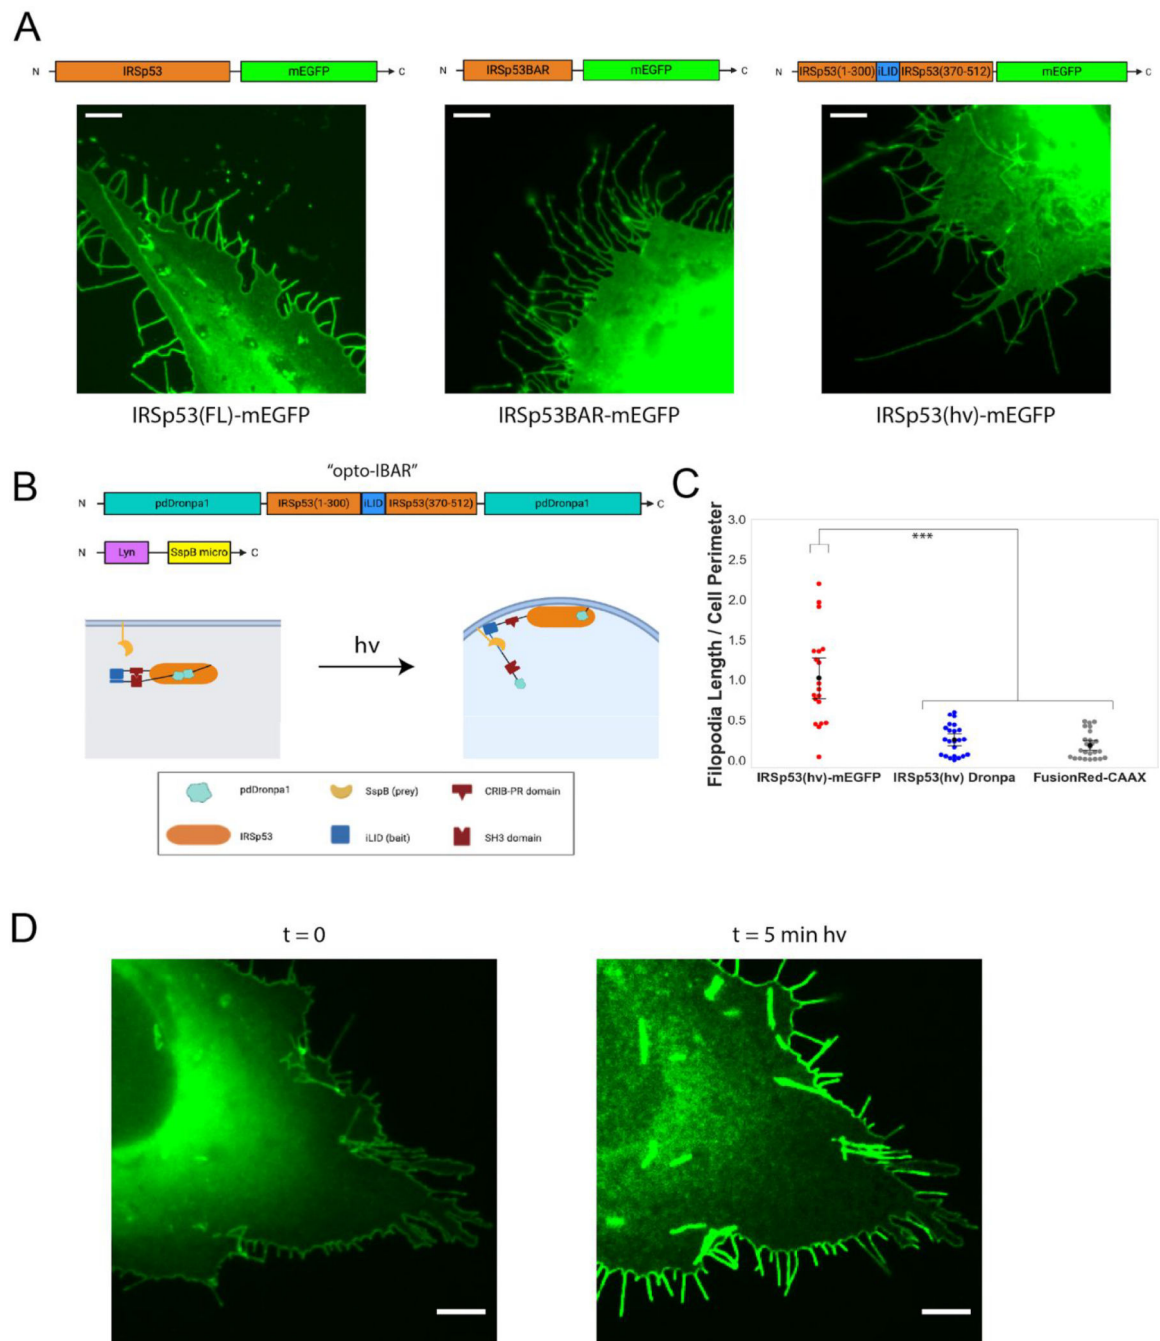 A
N IRSp53 mEGFP C
N IRSp53BAR mEGFP C
N IRSp53(1-300) iLID IRSp53(370-512) mEGFP C
IRSp53(FL)-mEGFP
IRSp53BAR-mEGFP
IRSp53(hv)-mEGFP
B
"opto-IBAR"
N pdDronpa1 IRSp53(1-300) iLID IRSp53(370-512) pdDronpa1 C
N Lyn SspB micro C
hv
pdDronpa1
SspB (prey)
CRIB-PR domain
IRSp53
iLID (bait)
SH3 domain
C
Filopodia Length / Cell Perimeter
3.0
2.5
2.0
1.5
1.0
0.5
0.0
***
IRSp53(hv)-mEGFP
IRSp53(hv) Dronpa
FusionRed-CAAX
D
t = 0
t = 5 min hv